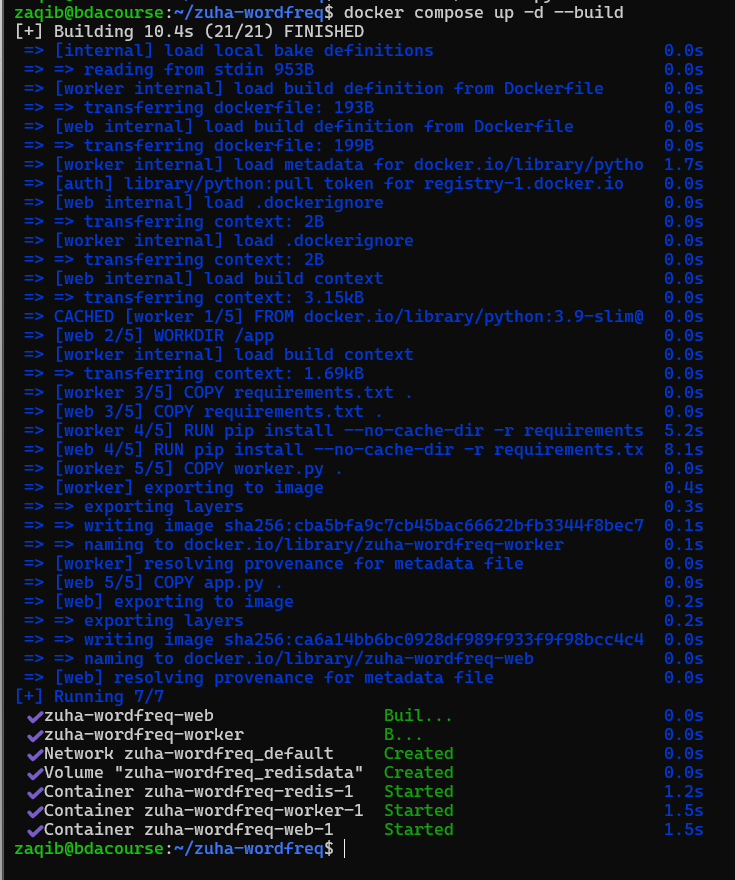 zaqib@bdacourse:~/zuha-wordfreq$ docker compose up -d --build
[+] Building 10.4s (21/21) FINISHED
=> [internal] load local bake definitions 0.0s
=> => reading from stdin 953B 0.0s
=> [worker internal] load build definition from Dockerfile 0.0s
=> => transferring dockerfile: 193B 0.0s
=> [web internal] load build definition from Dockerfile 0.0s
=> => transferring dockerfile: 199B 0.0s
=> [worker internal] load metadata for docker.io/library/pytho 1.7s
=> [auth] library/python:pull token for registry-1.docker.io 0.0s
=> [web internal] load .dockerignore 0.0s
=> => transferring context: 2B 0.0s
=> [worker internal] load .dockerignore 0.0s
=> => transferring context: 2B 0.0s
=> [web internal] load build context 0.0s
=> => transferring context: 3.15kB 0.0s
=> CACHED [worker 1/5] FROM docker.io/library/python:3.9-slim@ 0.0s
=> [web 2/5] WORKDIR /app 0.0s
=> [worker internal] load build context 0.0s
=> => transferring context: 1.69kB 0.0s
=> [worker 3/5] COPY requirements.txt . 0.0s
=> [web 3/5] COPY requirements.txt . 0.0s
=> [worker 4/5] RUN pip install --no-cache-dir -r requirements 5.2s
=> [web 4/5] RUN pip install --no-cache-dir -r requirements.tx 8.1s
=> [worker 5/5] COPY worker.py . 0.0s
=> [worker] exporting to image 0.4s
=> => exporting layers 0.3s
=> => writing image sha256:cba5bfa9c7cb45bac66622bfb3344f8bec7 0.1s
=> => naming to docker.io/library/zuha-wordfreq-worker 0.1s
=> [worker] resolving provenance for metadata file 0.0s
=> [web 5/5] COPY app.py . 0.0s
=> [web] exporting to image 0.2s
=> => exporting layers 0.2s
=> => writing image sha256:ca6a14bb6bc0928df989f933f9f98bcc4c4 0.0s
=> => naming to docker.io/library/zuha-wordfreq-web 0.0s
=> [web] resolving provenance for metadata file 0.0s
[+] Running 7/7
✔zuha-wordfreq-web Buil... 0.0s
✔zuha-wordfreq-worker B... 0.0s
✔Network zuha-wordfreq_default Created 0.0s
✔Volume "zuha-wordfreq_redisdata" Created 0.0s
✔Container zuha-wordfreq-redis-1 Started 1.2s
✔Container zuha-wordfreq-worker-1 Started 1.5s
✔Container zuha-wordfreq-web-1 Started 1.5s
zaqib@bdacourse:~/zuha-wordfreq$